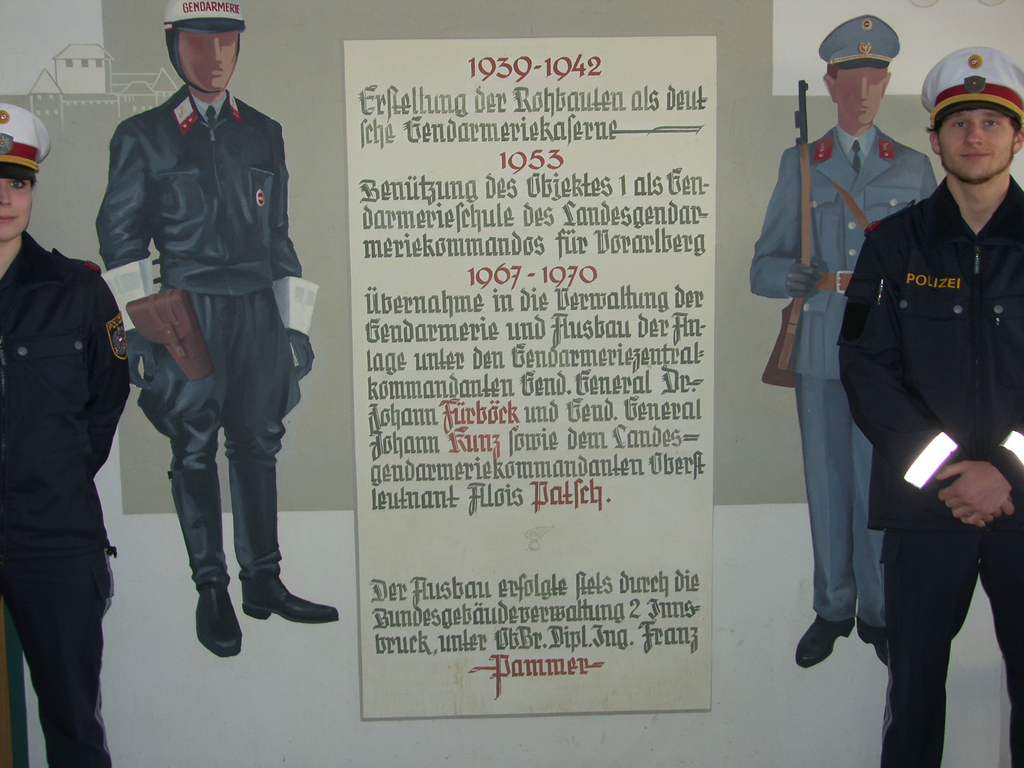 GENDARMERIE
1939-1942
Erstellung der Rohbauten als deut
sche Gendarmeriekaserne
1953
Benützung des Objektes 1 als Gen-
darmerieschule des Landesgendar-
meriekommandos für Vorarlberg
1967-1970
Übernahme in die Verwaltung der
Gendarmerie und Ausbau der An-
lage unter den Gendarmeriezentral-
kommandanten Gend. General Dr.
Johann Fürböck und Gend. General
Johann Kunz sowie dem Landes=
gendarmeriekommandanten Oberst
leutnant Alois Patsch.
Der Ausbau erfolgte stets durch die
Bundesgebäudeverwaltung 2 Inns-
bruck, unter ObBr. Dipl. Ing. Franz
-Pammer-
POLIZEI